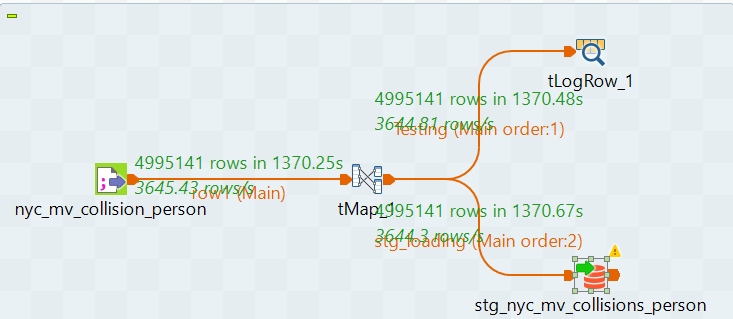 tLogRow_1
4995141 rows in 1370.48s
3644.81 rows/s
Testing (Main order:1)
4995141 rows in 1370.25s
3645.43 rows/s
row1 (Main)
nyc_mv_collision_person
tMap_1
4995141 rows in 1370.67s
3644.3 rows/s
stg_loading (Main order:2)
stg_nyc_mv_collisions_person